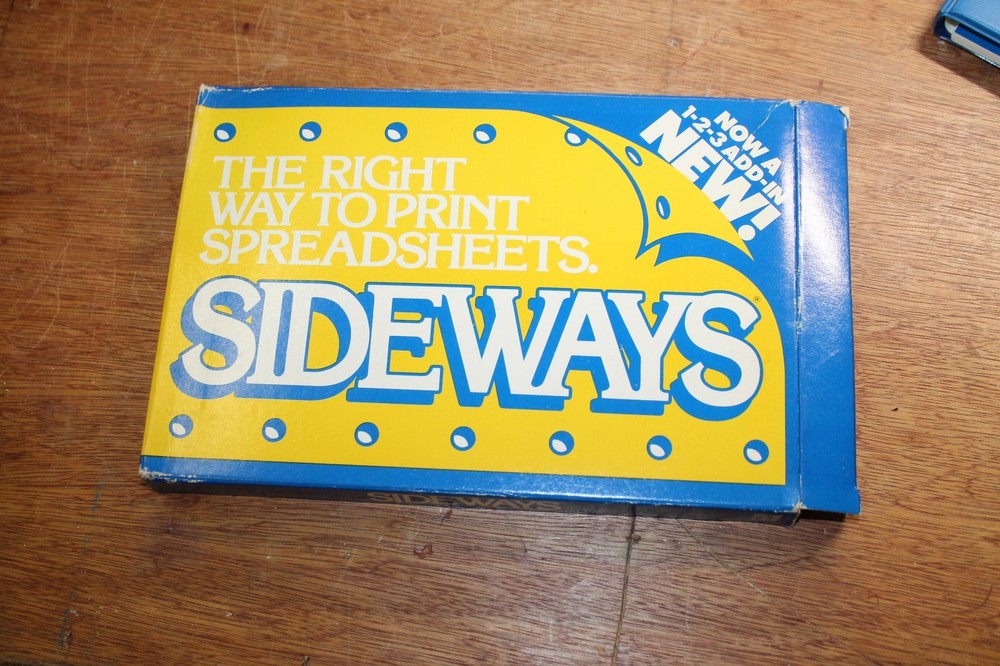 THE RIGHT
WAY TO PRINT
SPREADSHEETS.
SIDEWAYS®
NEW!
NOW A
1-2-3 ADD-IN
SIDEWAYS